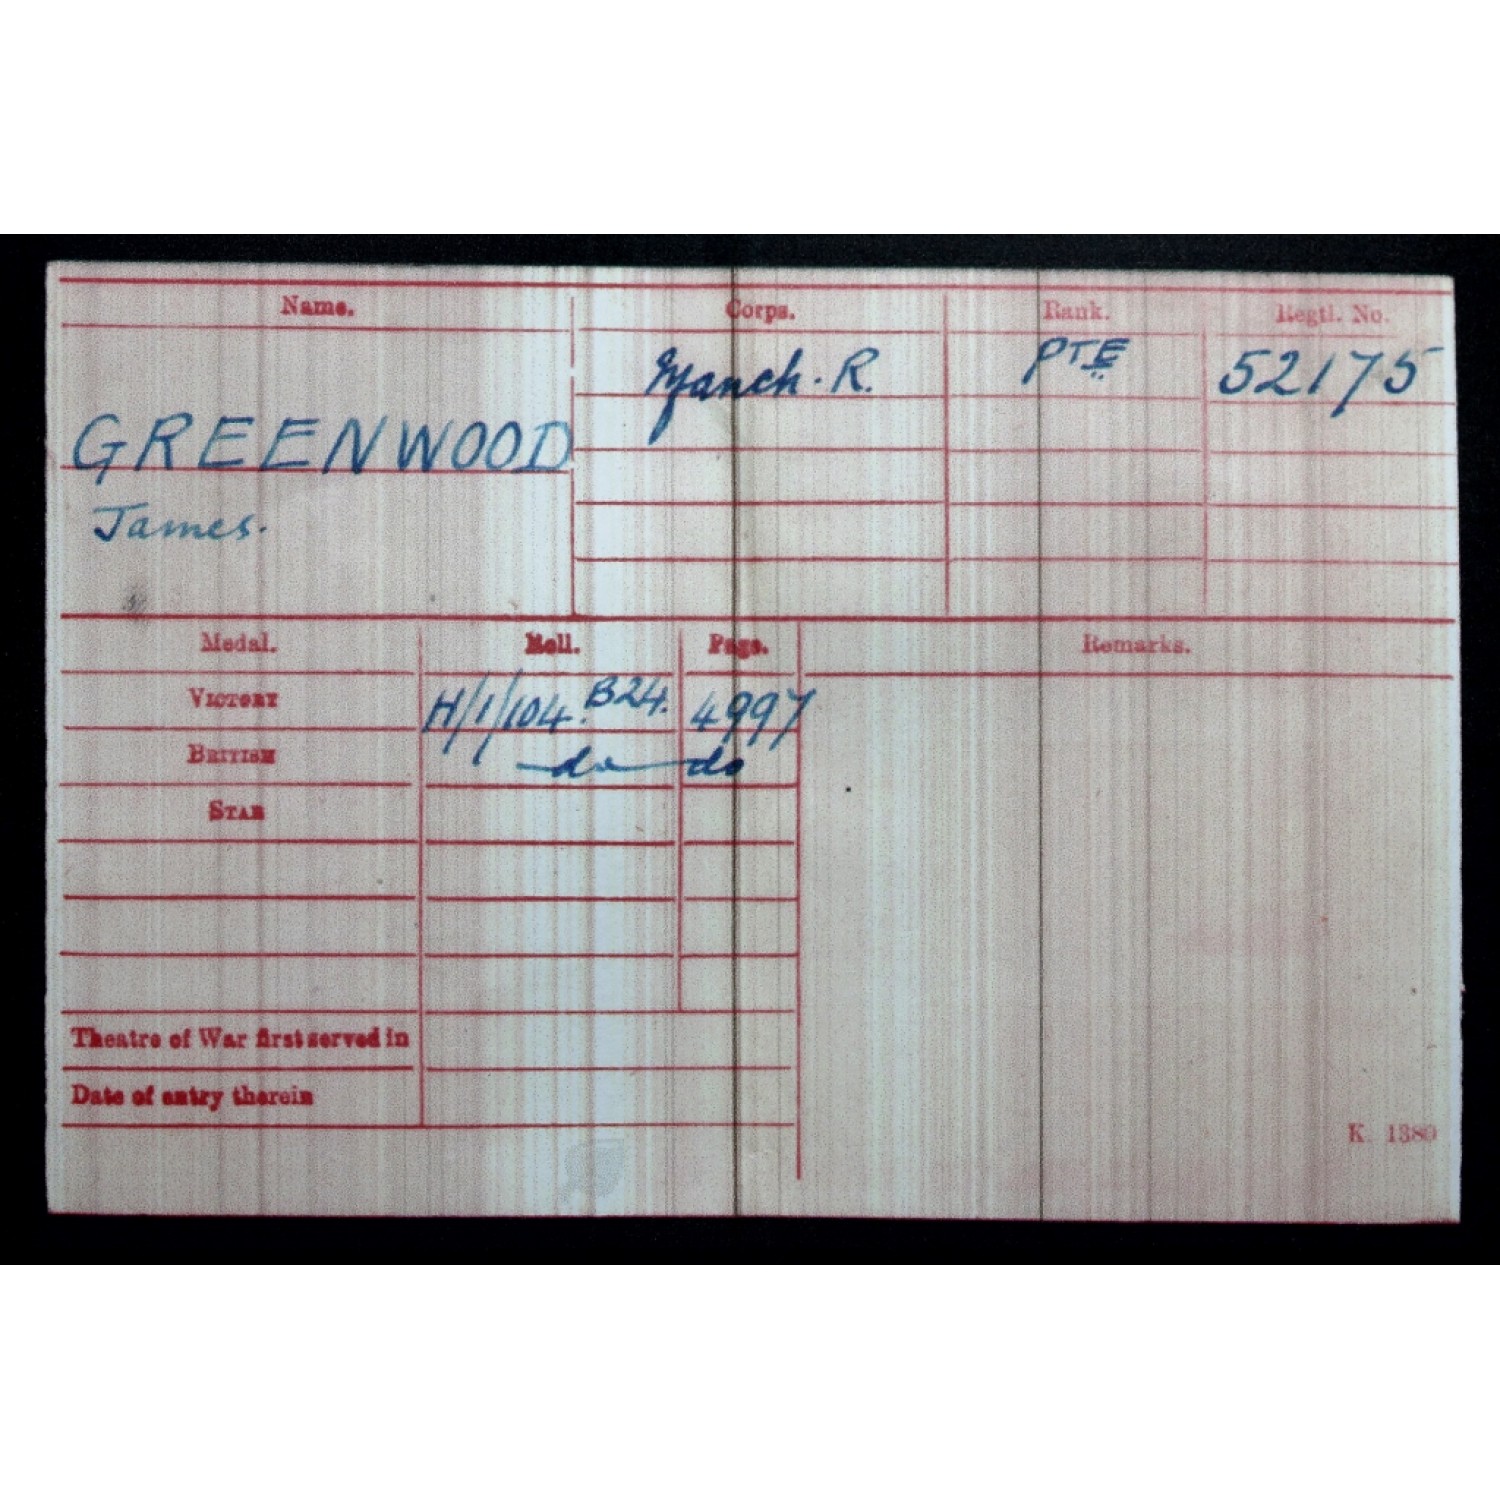 Name. Corps. Rank. Regtl. No.
Manch. R. PTE 52175
GREENWOOD
James.
Medal. Roll. Page. Remarks.
VICTORY H/1/104.B24. 4997
BRITISH do do
STAR
Theatre of War first served in
Date of entry therein
K. 1380